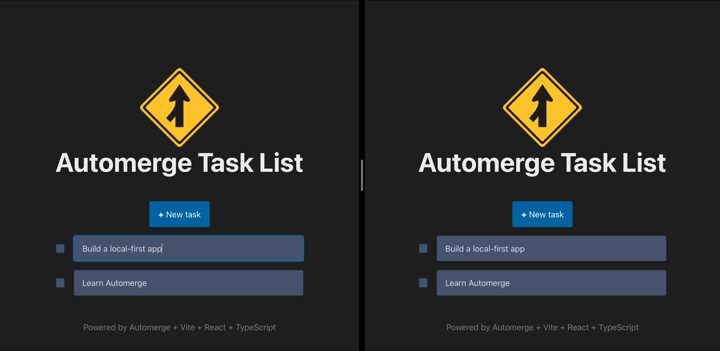 Automerge Task List
+ New task
Build a local-first app
Learn Automerge
Powered by Automerge + Vite + React + TypeScript
Automerge Task List
+ New task
Build a local-first app
Learn Automerge
Powered by Automerge + Vite + React + TypeScript